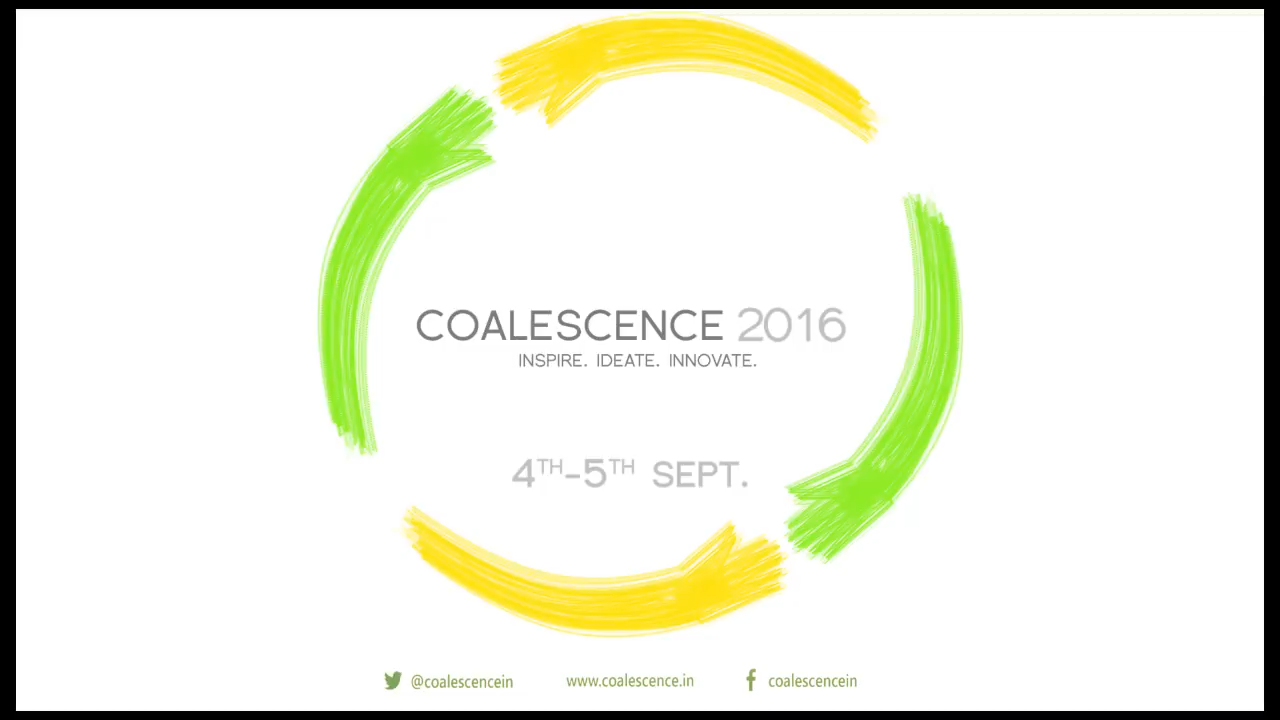 COALESCENCE 2016
INSPIRE. IDEATE. INNOVATE.
4TH-5TH SEPT.
@coalescencein www.coalescence.in coalescencein